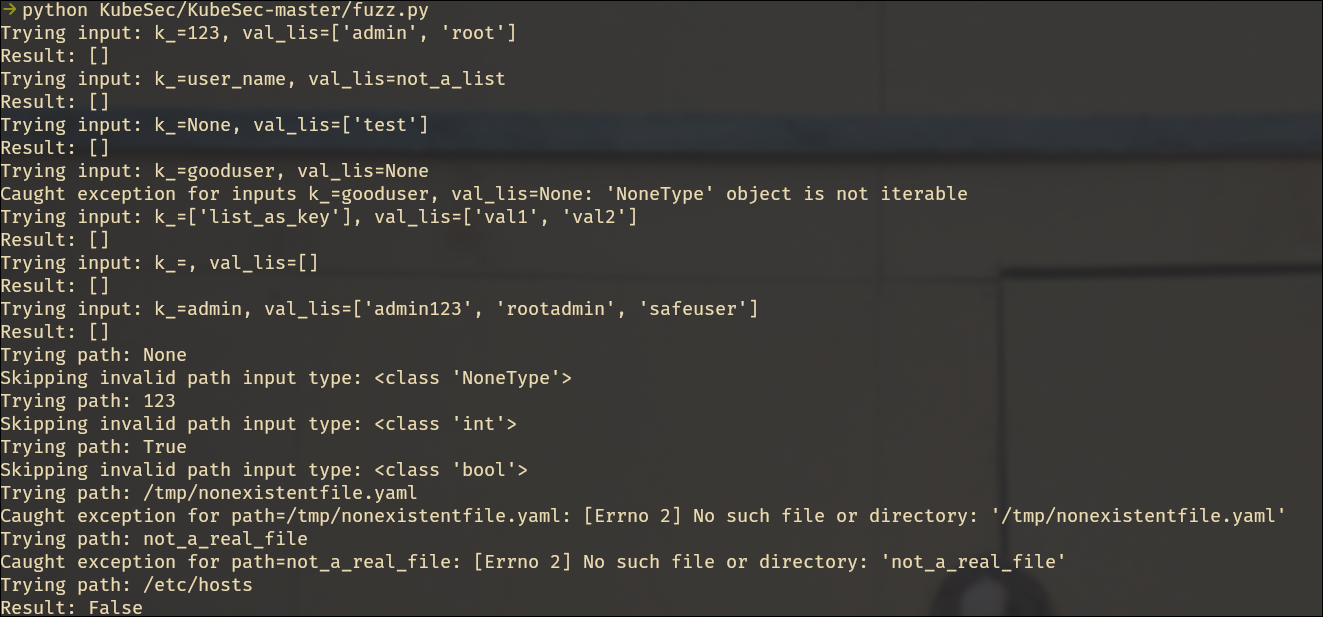 → python KubeSec/KubeSec-master/fuzz.py
Trying input: k_=123, val_lis=['admin', 'root']
Result: []
Trying input: k_=user_name, val_lis=not_a_list
Result: []
Trying input: k_=None, val_lis=['test']
Result: []
Trying input: k_=gooduser, val_lis=None
Caught exception for inputs k_=gooduser, val_lis=None: 'NoneType' object is not iterable
Trying input: k_=['list_as_key'], val_lis=['val1', 'val2']
Result: []
Trying input: k_=, val_lis=[]
Result: []
Trying input: k_=admin, val_lis=['admin123', 'rootadmin', 'safeuser']
Result: []
Trying path: None
Skipping invalid path input type: <class 'NoneType'>
Trying path: 123
Skipping invalid path input type: <class 'int'>
Trying path: True
Skipping invalid path input type: <class 'bool'>
Trying path: /tmp/nonexistentfile.yaml
Caught exception for path=/tmp/nonexistentfile.yaml: [Errno 2] No such file or directory: '/tmp/nonexistentfile.yaml'
Trying path: not_a_real_file
Caught exception for path=not_a_real_file: [Errno 2] No such file or directory: 'not_a_real_file'
Trying path: /etc/hosts
Result: False